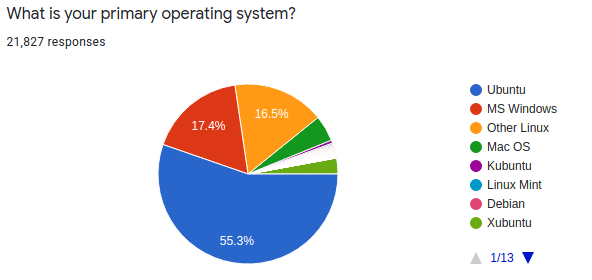 What is your primary operating system?
21,827 responses
16.5%
17.4%
55.3%
Ubuntu
MS Windows
Other Linux
Mac OS
Kubuntu
Linux Mint
Debian
Xubuntu
1/13